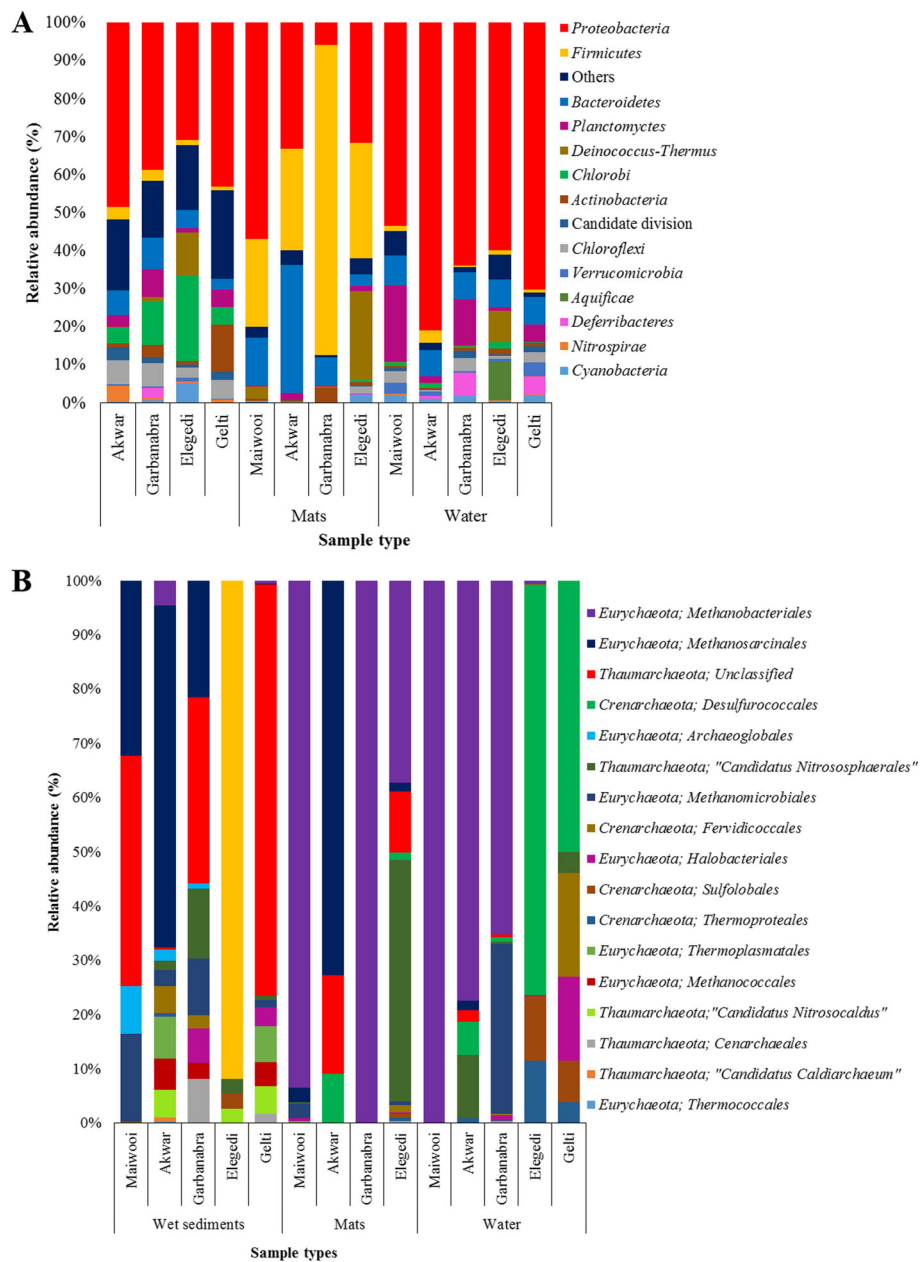 A
100%
90%
80%
70%
60%
50%
40%
30%
20%
10%
0%
Relative abundance (%)
Akwar
Garbanabra
Elegedi
Gelti
Maiwooi
Akwar
Garbanabra
Elegedi
Maiwooi
Akwar
Garbanabra
Elegedi
Gelti
Mats
Water
Sample type
Proteobacteria
Firmicutes
Others
Bacteroidetes
Planctomyctes
Deinococcus-Thermus
Chlorobi
Actinobacteria
Candidate division
Chloroflexi
Verrucomicrobia
Aquificae
Deferribacteres
Nitrospirae
Cyanobacteria
B
100%
90%
80%
70%
60%
50%
40%
30%
20%
10%
0%
Relative abundance (%)
Maiwooi
Akwar
Garbanabra
Elegedi
Gelti
Maiwooi
Akwar
Garbanabra
Elegedi
Maiwooi
Akwar
Garbanabra
Elegedi
Gelti
Wet sediments
Mats
Water
Sample types
Eurychaeota; Methanobacteriales
Eurychaeota; Methanosarcinales
Thaumarchaeota; Unclassified
Crenarchaeota; Desulfurococcales
Eurychaeota; Archaeoglobales
Thaumarchaeota; "Candidatus Nitrososphaerales"
Eurychaeota; Methanomicrobiales
Crenarchaeota; Fervidicoccales
Eurychaeota; Halobacteriales
Crenarchaeota; Sulfolobales
Crenarchaeota; Thermoproteales
Eurychaeota; Thermoplasmatales
Eurychaeota; Methanococcales
Thaumarchaeota;"Candidatus Nitrosocaldus"
Thaumarchaeota; Cenarchaeales
Thaumarchaeota; "Candidatus Caldiarchaeum"
Eurychaeota; Thermococcales